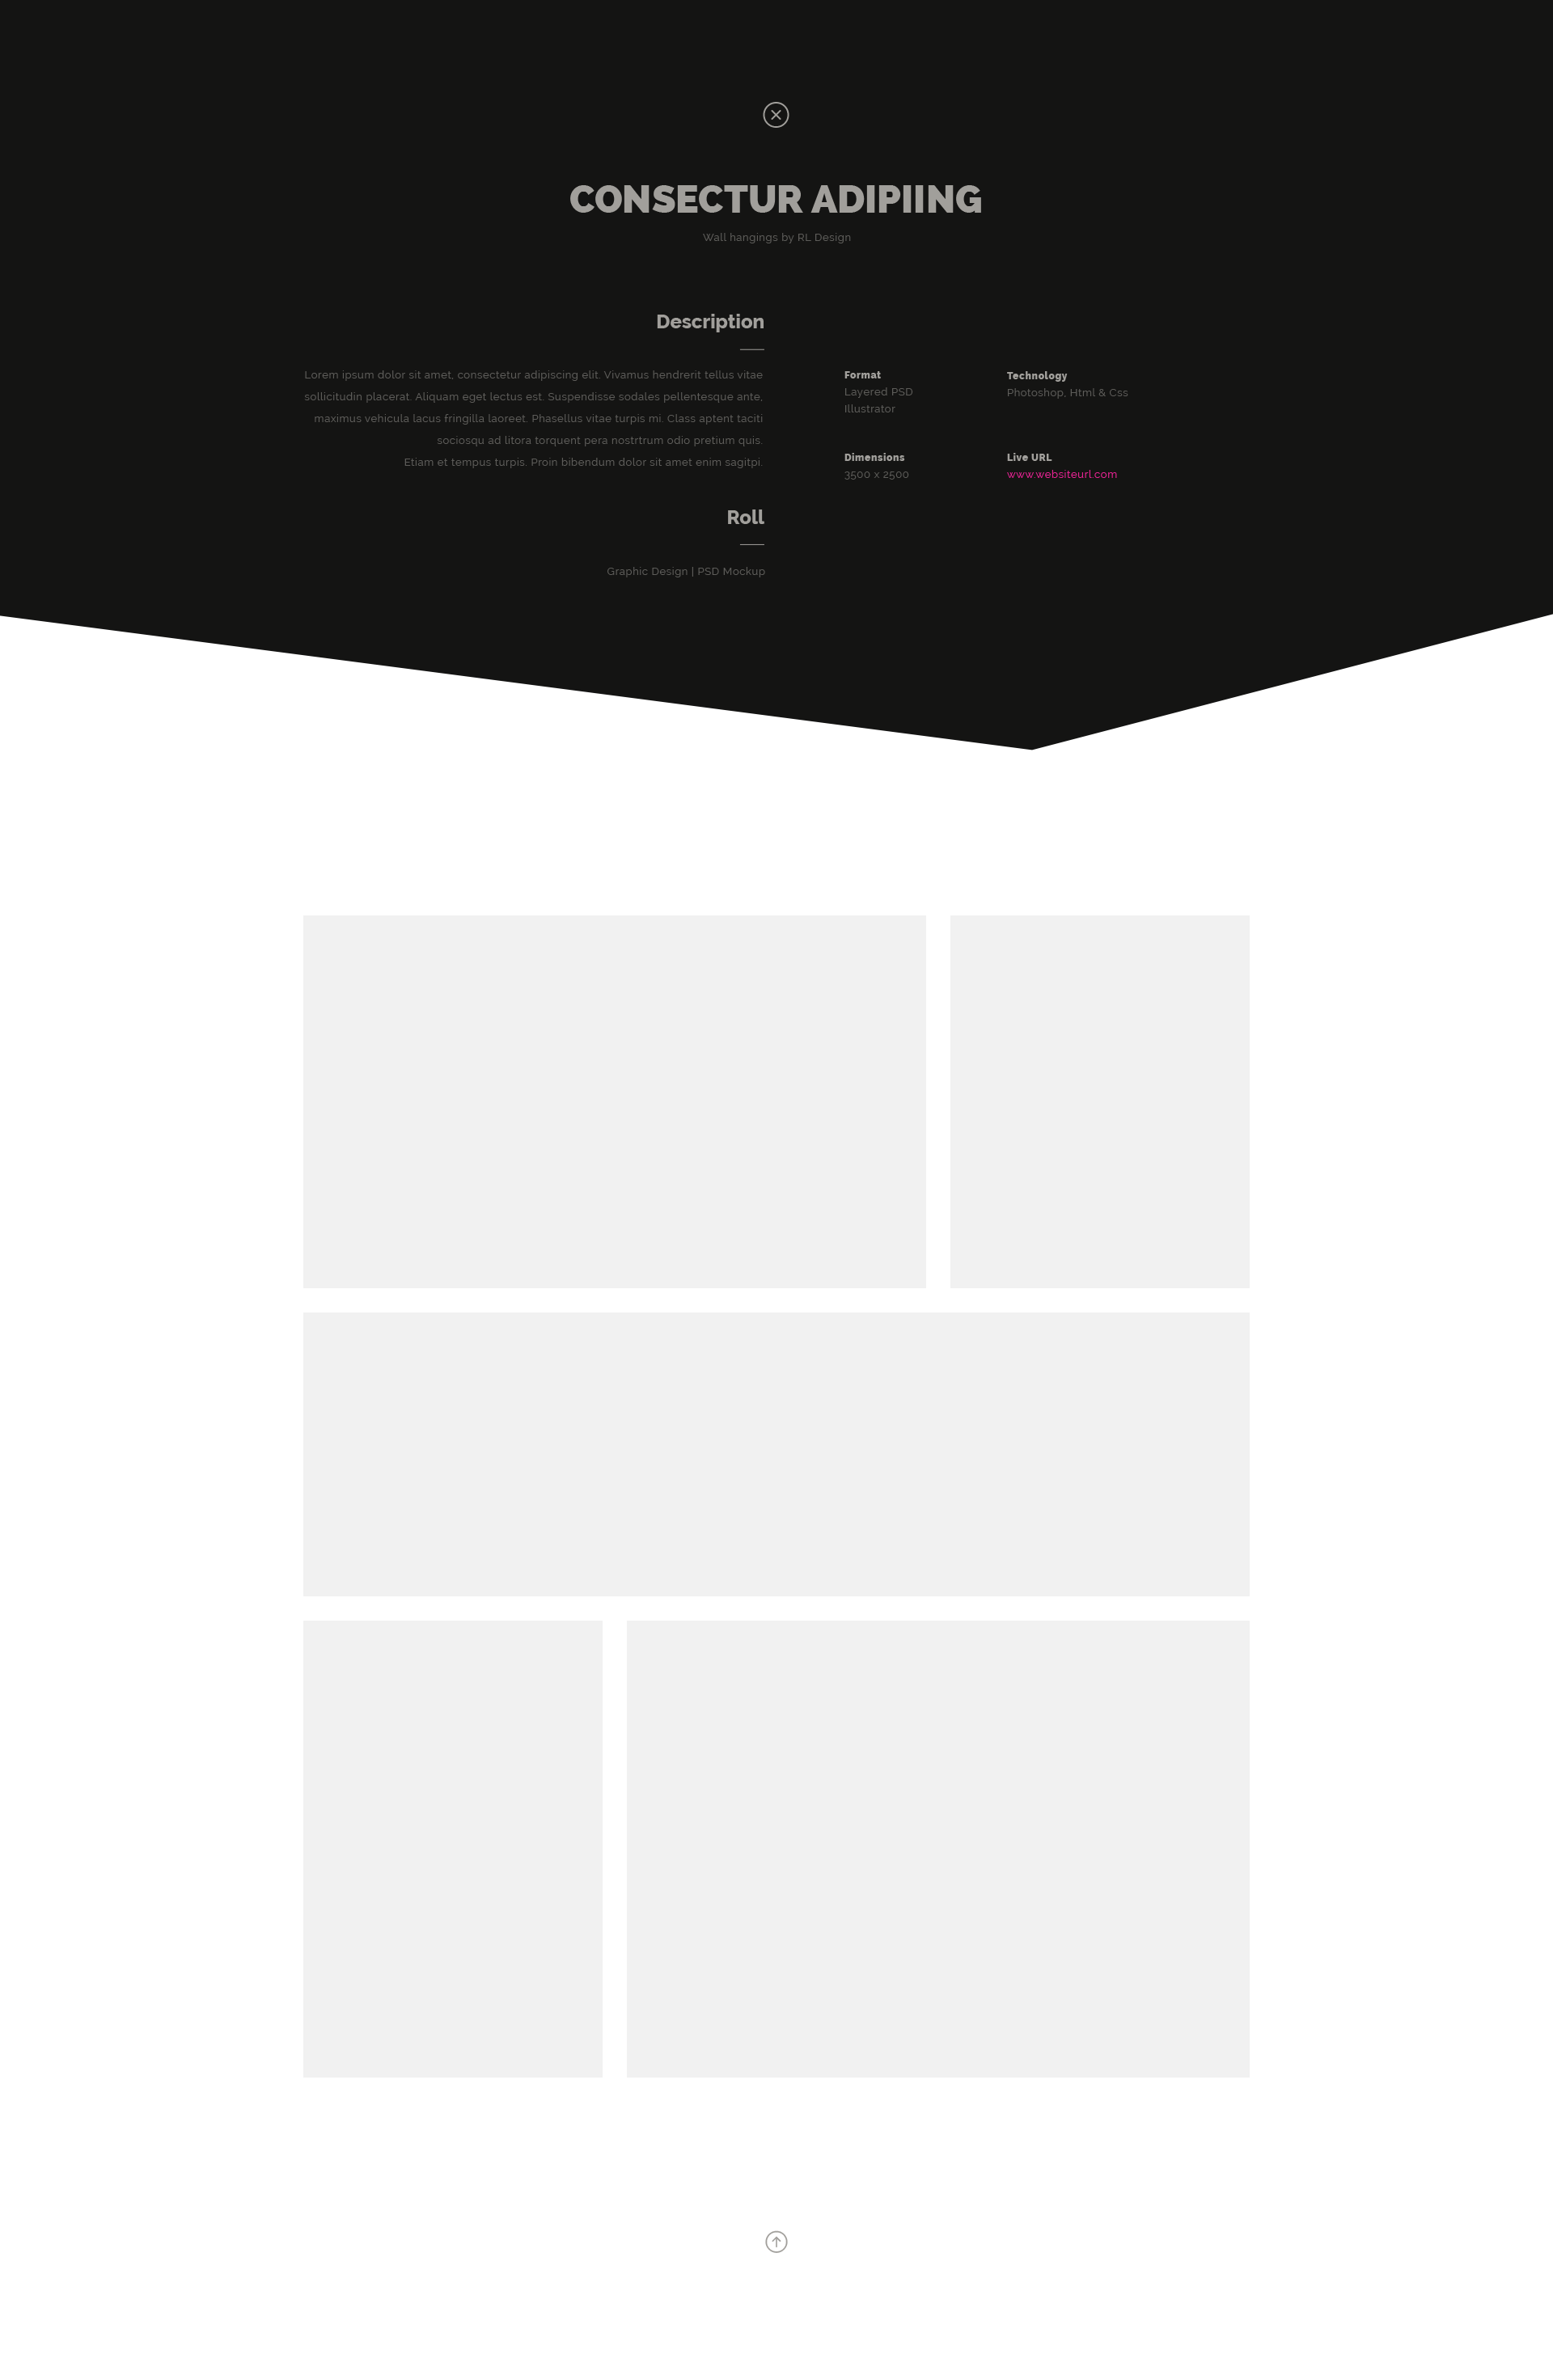 CONSECTUR ADIPIING
Wall hangings by RL Design
Description
Lorem ipsum dolor sit amet, consectetur adipiscing elit. Vivamus hendrerit tellus vitae
sollicitudin placerat. Aliquam eget lectus est. Suspendisse sodales pellentesque ante,
maximus vehicula lacus fringilla laoreet. Phasellus vitae turpis mi. Class aptent taciti
sociosqu ad litora torquent pera nostrtrum odio pretium quis.
Etiam et tempus turpis. Proin bibendum dolor sit amet enim sagitpi.
Roll
Graphic Design | PSD Mockup
Format
Layered PSD
Illustrator
Technology
Photoshop, Html & Css
Dimensions
3500 x 2500
Live URL
www.websiteurl.com